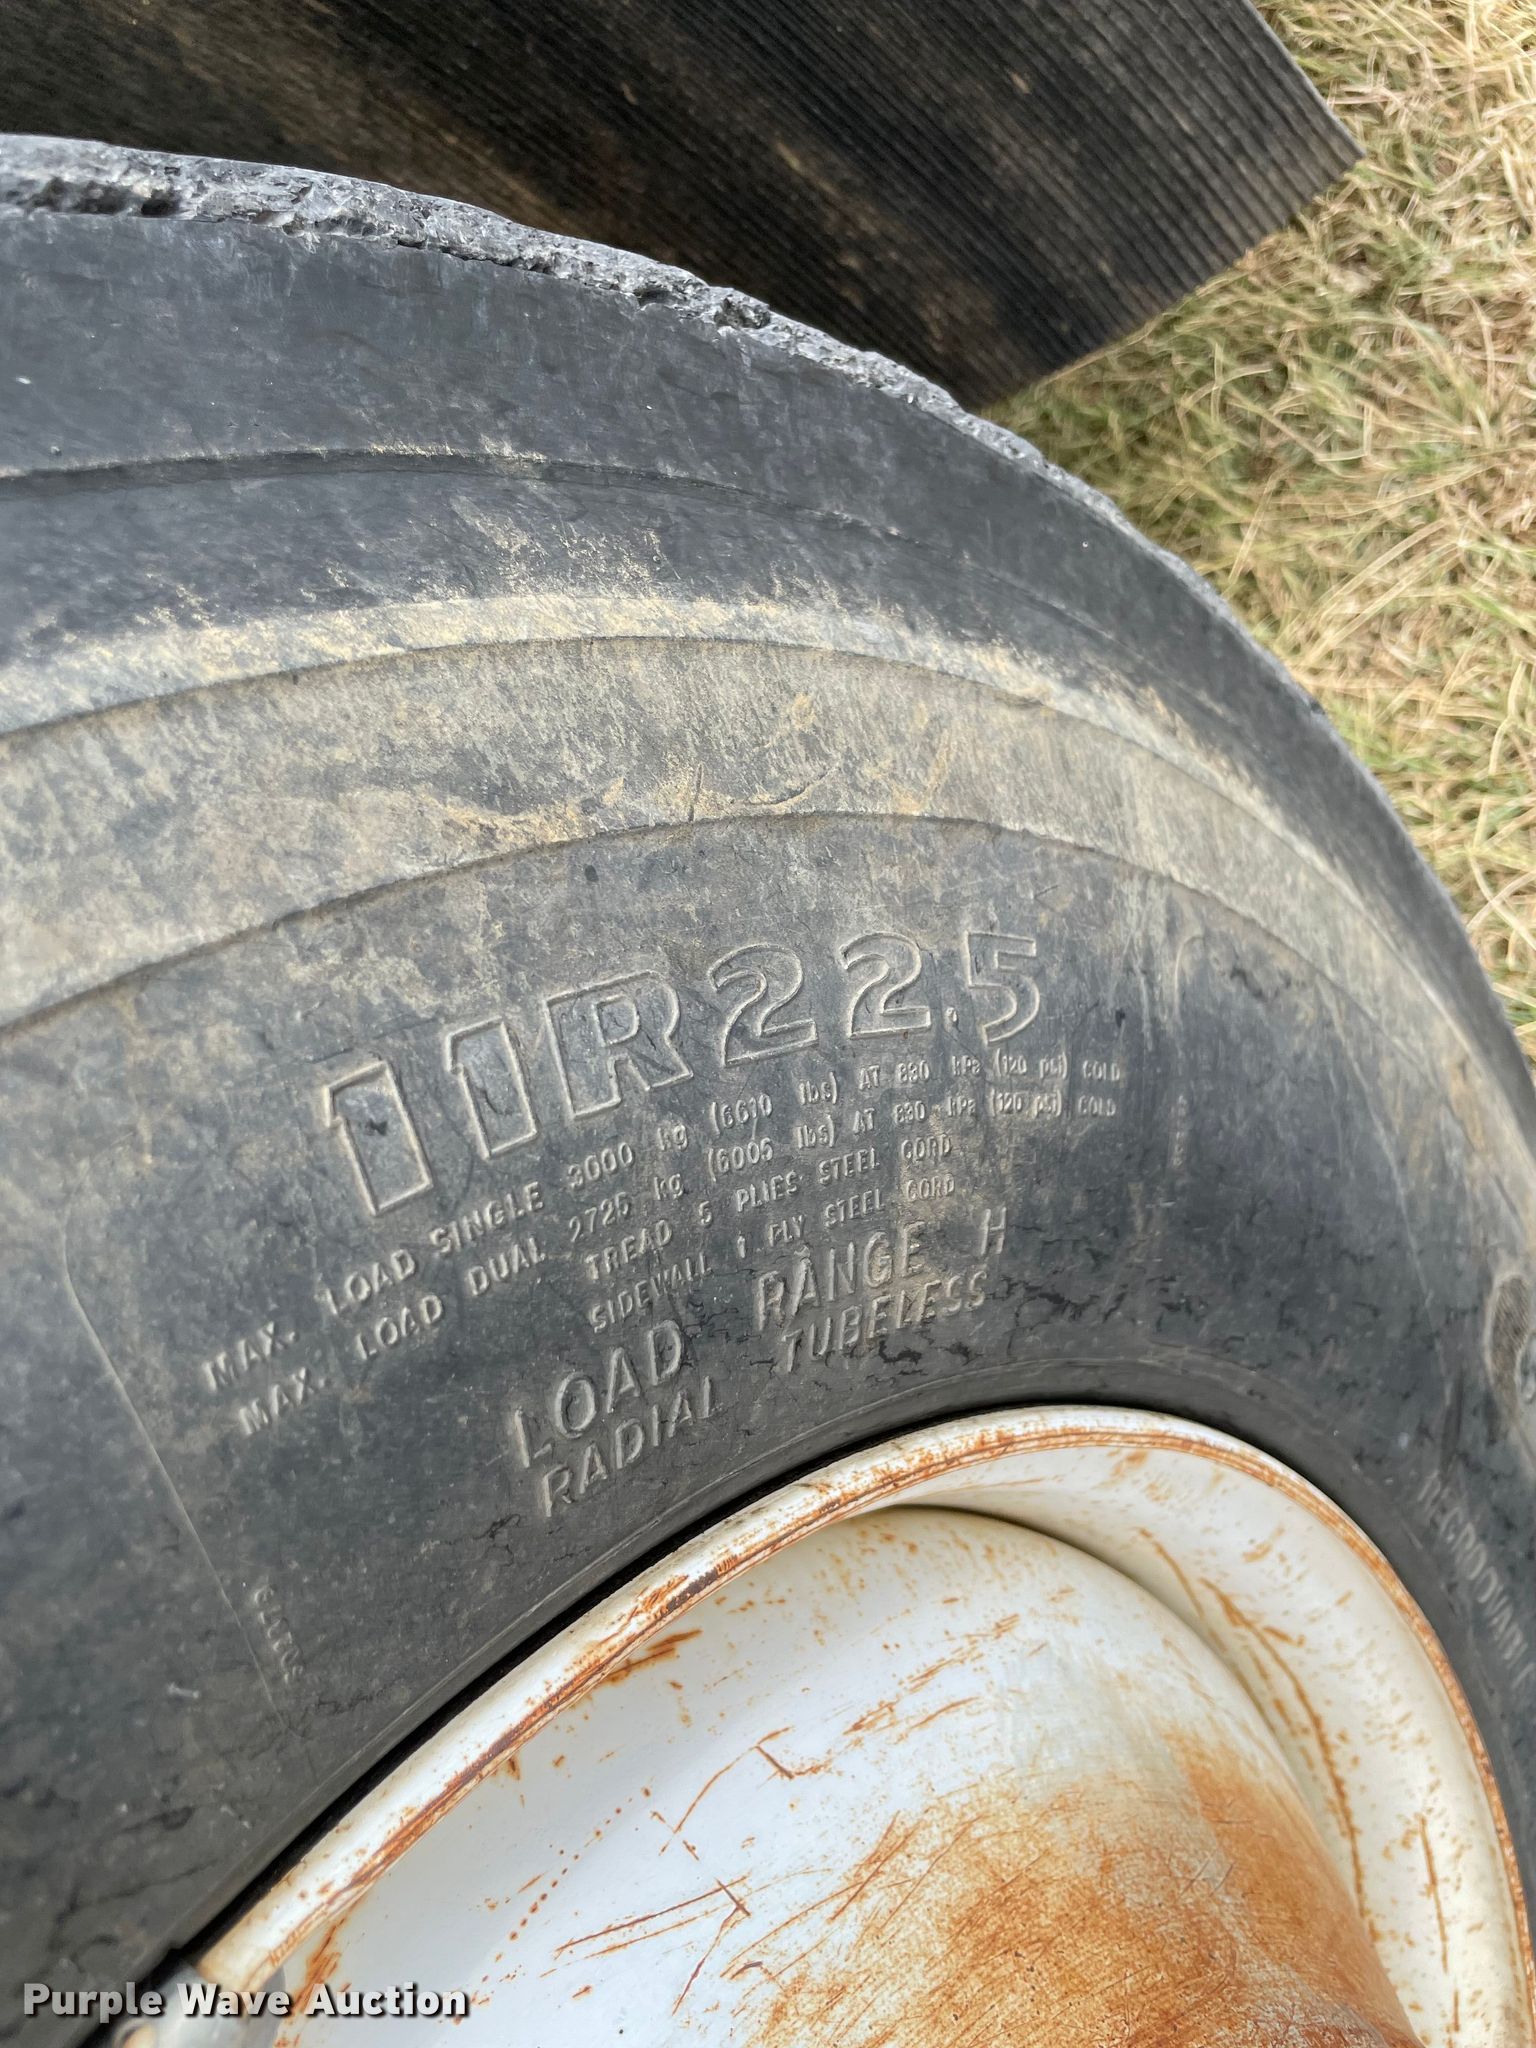 11R22.5
MAX. LOAD SINGLE 3000 kg (6610 lbs) AT 830 kPa (120 psi) COLD
MAX. LOAD DUAL 2725 kg (6005 lbs) AT 830 kPa (120 psi) COLD
TREAD 5 PLIES STEEL CORD
SIDEWALL 1 PLY STEEL CORD
LOAD RANGE H
RADIAL TUBELESS
REGROOVABL
Purple Wave Auction